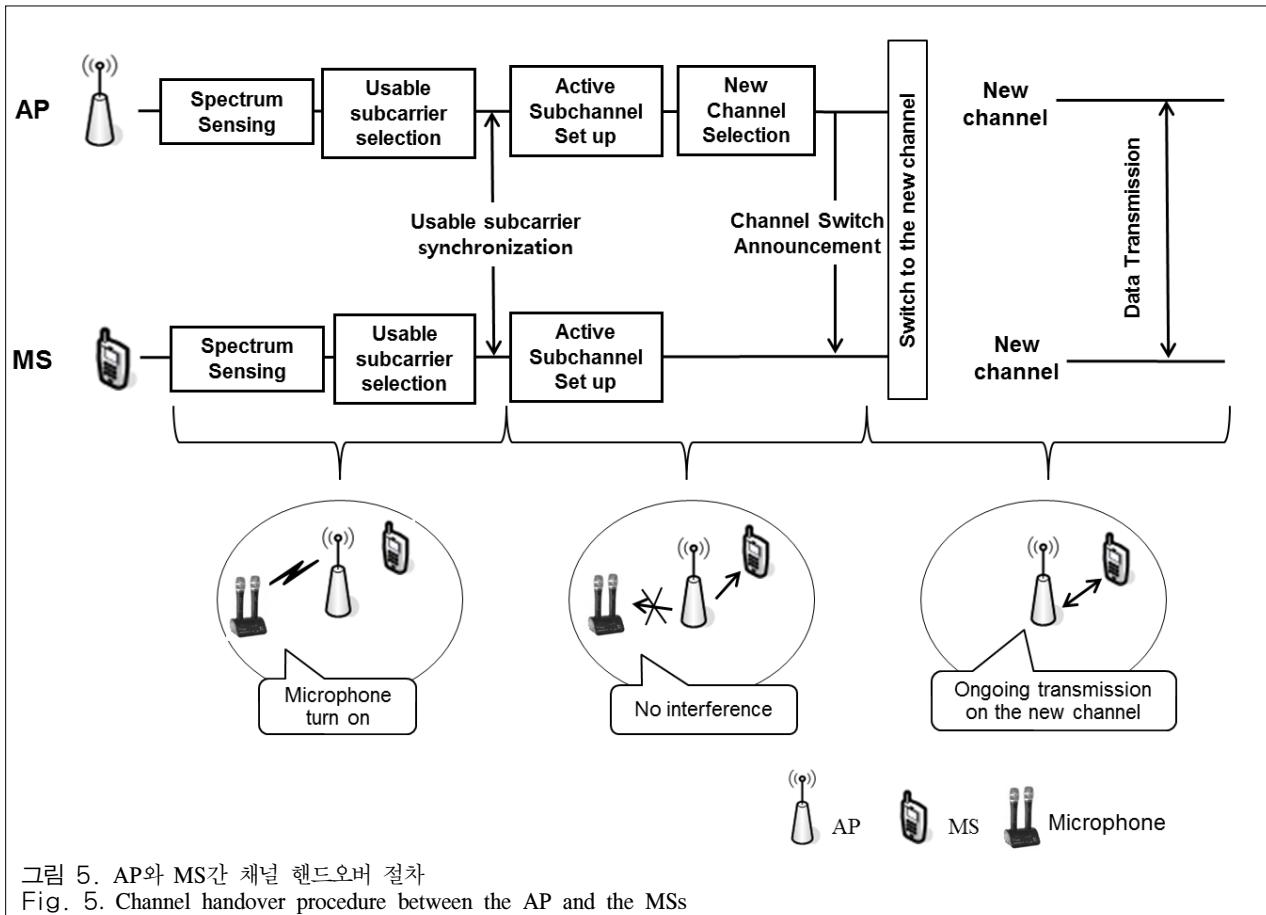 AP
Spectrum
Sensing
Usable
subcarrier
selection
Active
Subchannel
Set up
New
Channel
Selection
Usable subcarrier
synchronization
Channel Switch
Announcement
Switch to the new channel
New
channel
Data Transmission
MS
Spectrum
Sensing
Usable
subcarrier
selection
Active
Subchannel
Set up
New
channel
Microphone
turn on
No interference
Ongoing transmission
on the new channel
AP
MS
Microphone
그림 5. AP와 MS간 채널 핸드오버 절차
Fig. 5. Channel handover procedure between the AP and the MSs